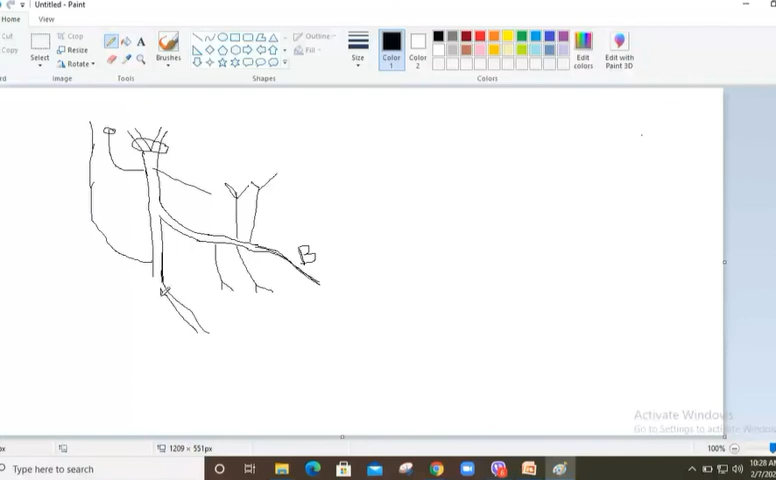 Untitled - Paint
Home View
Cut
Copy
Select
Crop
Resize
Rotate
Image
A
Tools
Brushes
Outline
Fill
Shapes
Size
Color
1
Color
2
Colors
Edit
colors
Edit with
Paint 3D
B
Activate Windows
Go to Settings to activate Windows
px
1209 × 551px
100%
Type here to search
10:28 AM